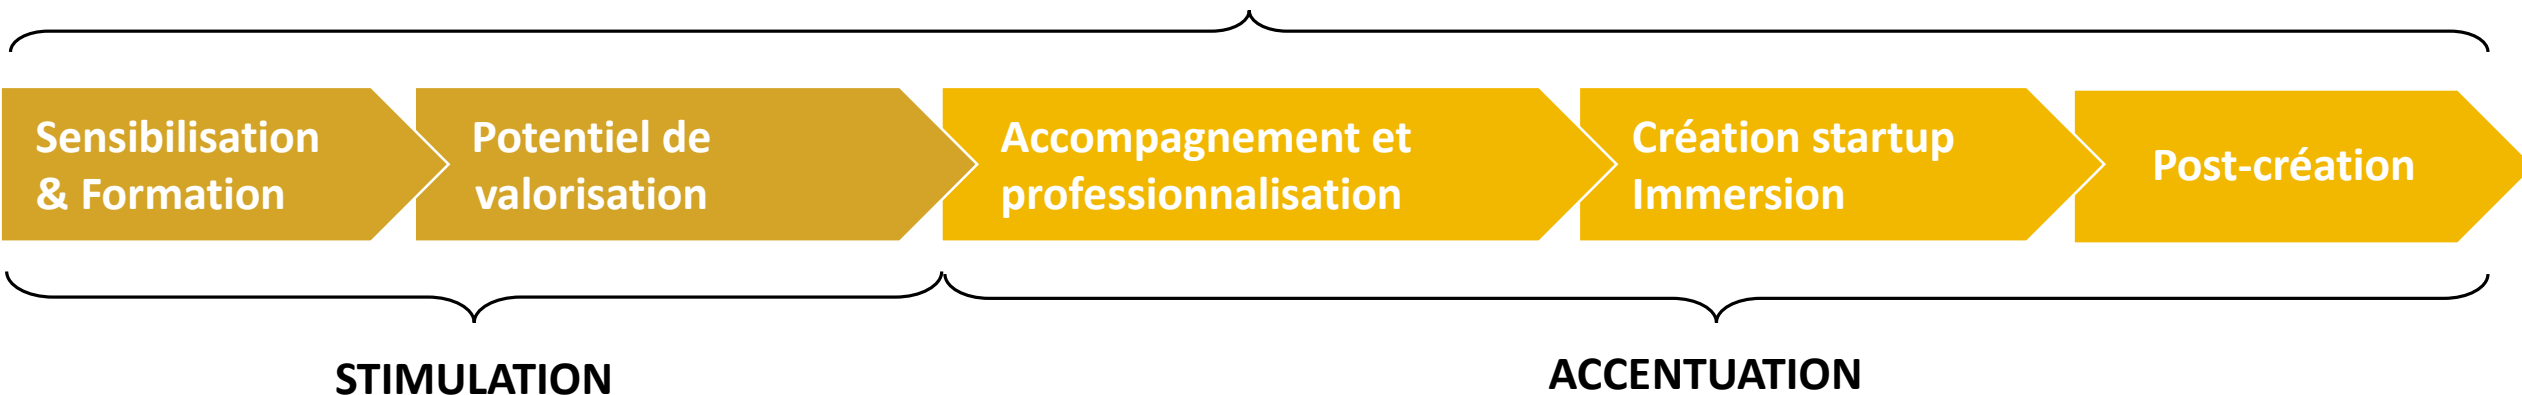 Sensibilisation
& Formation
Potentiel de
valorisation
Accompagnement et
professionnalisation
Création startup
Immersion
Post-création
STIMULATION
ACCENTUATION